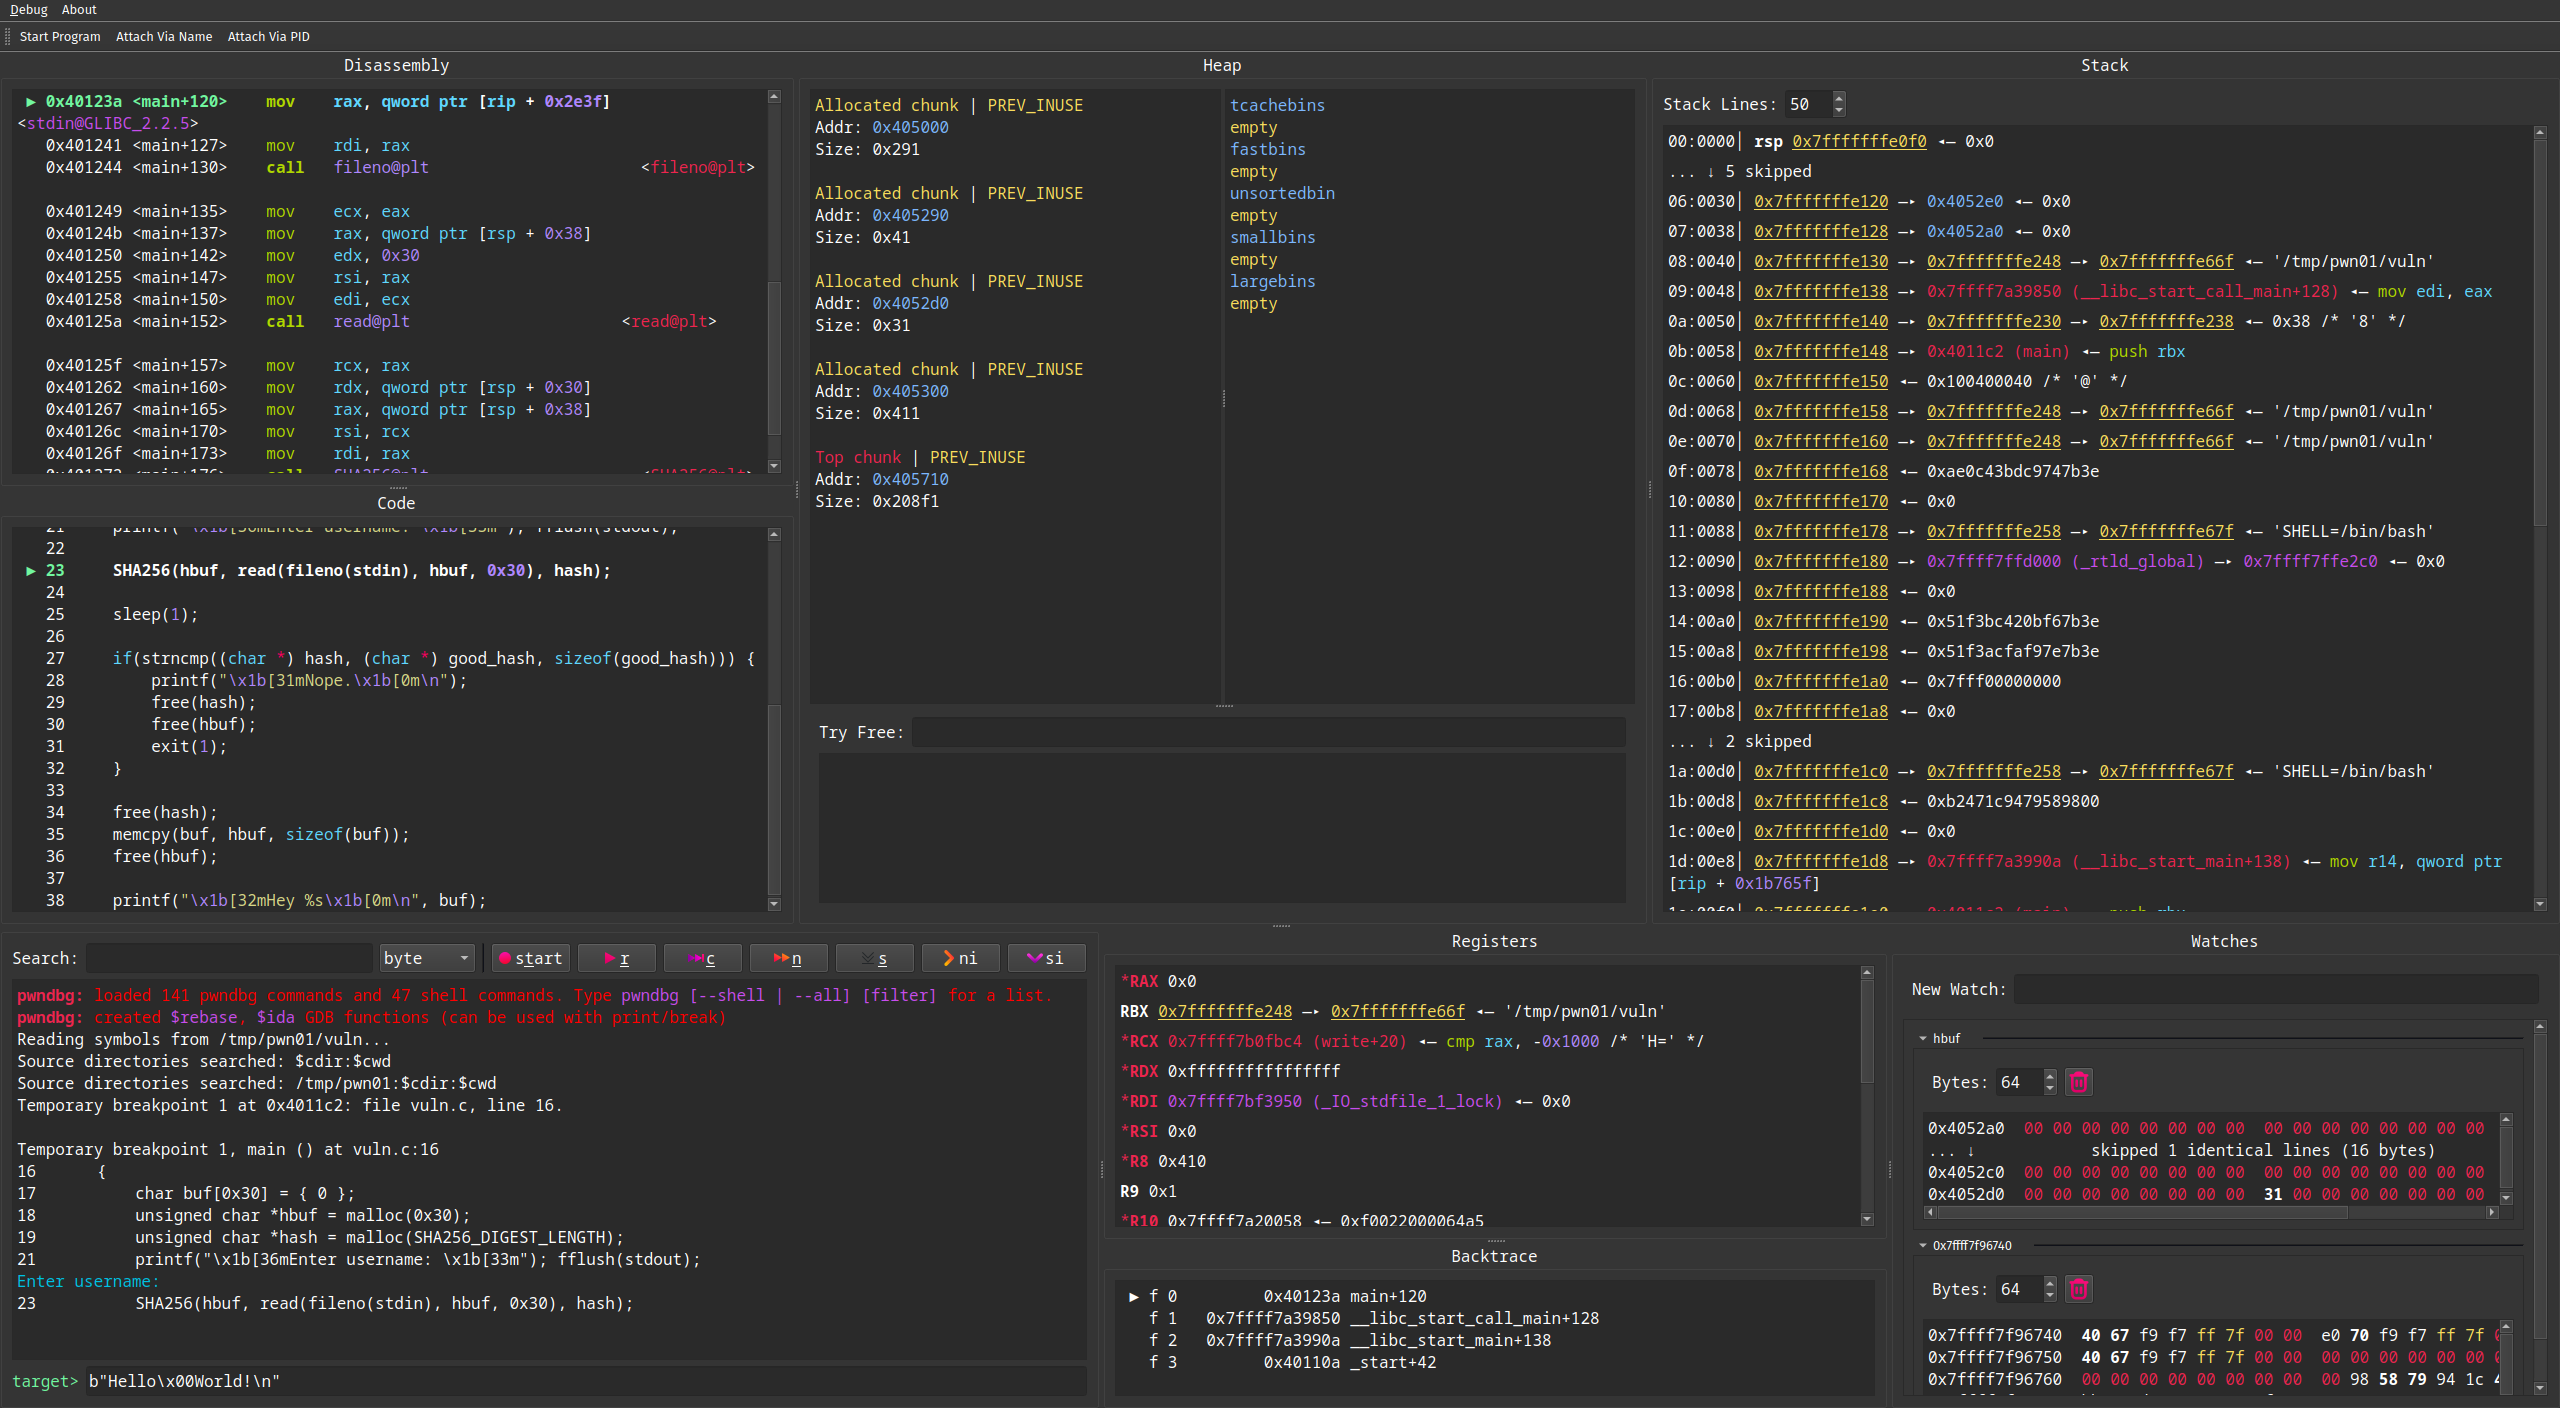 Debug About
Start Program Attach Via Name Attach Via PID
Disassembly
► 0x40123a <main+120> mov rax, qword ptr [rip + 0x2e3f]
<stdin@GLIBC_2.2.5>
0x401241 <main+127> mov rdi, rax
0x401244 <main+130> call fileno@plt <fileno@plt>
0x401249 <main+135> mov ecx, eax
0x40124b <main+137> mov rax, qword ptr [rsp + 0x38]
0x401250 <main+142> mov edx, 0x30
0x401255 <main+147> mov rsi, rax
0x401258 <main+150> mov edi, ecx
0x40125a <main+152> call read@plt <read@plt>
0x40125f <main+157> mov rcx, rax
0x401262 <main+160> mov rdx, qword ptr [rsp + 0x30]
0x401267 <main+165> mov rax, qword ptr [rsp + 0x38]
0x40126c <main+170> mov rsi, rcx
0x40126f <main+173> mov rdi, rax
Code
21 printf("\x1b[36mEnter username: \x1b[33m"); fflush(stdout);
22
► 23 SHA256(hbuf, read(fileno(stdin), hbuf, 0x30), hash);
24
25 sleep(1);
26
27 if(strncmp((char *) hash, (char *) good_hash, sizeof(good_hash))) {
28 printf("\x1b[31mNope.\x1b[0m\n");
29 free(hash);
30 free(hbuf);
31 exit(1);
32 }
33
34 free(hash);
35 memcpy(buf, hbuf, sizeof(buf));
36 free(hbuf);
37
38 printf("\x1b[32mHey %s\x1b[0m\n", buf);
Heap
Allocated chunk | PREV_INUSE
Addr: 0x405000
Size: 0x291
Allocated chunk | PREV_INUSE
Addr: 0x405290
Size: 0x41
Allocated chunk | PREV_INUSE
Addr: 0x4052d0
Size: 0x31
Allocated chunk | PREV_INUSE
Addr: 0x405300
Size: 0x411
Top chunk | PREV_INUSE
Addr: 0x405710
Size: 0x208f1
tcachebins
empty
fastbins
empty
unsortedbin
empty
smallbins
empty
largebins
empty
Try Free:
Stack
Stack Lines: 50
00:0000│ rsp 0x7fffffffe0f0 ◂— 0x0
... ↓ 5 skipped
06:0030│ 0x7fffffffe120 —▸ 0x4052e0 ◂— 0x0
07:0038│ 0x7fffffffe128 —▸ 0x4052a0 ◂— 0x0
08:0040│ 0x7fffffffe130 —▸ 0x7fffffffe248 —▸ 0x7fffffffe66f ◂— '/tmp/pwn01/vuln'
09:0048│ 0x7fffffffe138 —▸ 0x7ffff7a39850 (__libc_start_call_main+128) ◂— mov edi, eax
0a:0050│ 0x7fffffffe140 —▸ 0x7fffffffe230 —▸ 0x7fffffffe238 ◂— 0x38 /* '8' */
0b:0058│ 0x7fffffffe148 —▸ 0x4011c2 (main) ◂— push rbx
0c:0060│ 0x7fffffffe150 ◂— 0x100400040 /* '@' */
0d:0068│ 0x7fffffffe158 —▸ 0x7fffffffe248 —▸ 0x7fffffffe66f ◂— '/tmp/pwn01/vuln'
0e:0070│ 0x7fffffffe160 —▸ 0x7fffffffe248 —▸ 0x7fffffffe66f ◂— '/tmp/pwn01/vuln'
0f:0078│ 0x7fffffffe168 ◂— 0xae0c43bdc9747b3e
10:0080│ 0x7fffffffe170 ◂— 0x0
11:0088│ 0x7fffffffe178 —▸ 0x7fffffffe258 —▸ 0x7fffffffe67f ◂— 'SHELL=/bin/bash'
12:0090│ 0x7fffffffe180 —▸ 0x7ffff7ffd000 (_rtld_global) —▸ 0x7ffff7ffe2c0 ◂— 0x0
13:0098│ 0x7fffffffe188 ◂— 0x0
14:00a0│ 0x7fffffffe190 ◂— 0x51f3bc420bf67b3e
15:00a8│ 0x7fffffffe198 ◂— 0x51f3acfaf97e7b3e
16:00b0│ 0x7fffffffe1a0 ◂— 0x7fff00000000
17:00b8│ 0x7fffffffe1a8 ◂— 0x0
... ↓ 2 skipped
1a:00d0│ 0x7fffffffe1c0 —▸ 0x7fffffffe258 —▸ 0x7fffffffe67f ◂— 'SHELL=/bin/bash'
1b:00d8│ 0x7fffffffe1c8 ◂— 0xb2471c9479589800
1c:00e0│ 0x7fffffffe1d0 ◂— 0x0
1d:00e8│ 0x7fffffffe1d8 —▸ 0x7ffff7a3990a (__libc_start_main+138) ◂— mov r14, qword ptr
[rip + 0x1b765f]
Search: byte start r c n s ni si
pwndbg: loaded 141 pwndbg commands and 47 shell commands. Type pwndbg [--shell | --all] [filter] for a list.
pwndbg: created $rebase, $ida GDB functions (can be used with print/break)
Reading symbols from /tmp/pwn01/vuln...
Source directories searched: $cdir:$cwd
Source directories searched: /tmp/pwn01:$cdir:$cwd
Temporary breakpoint 1 at 0x4011c2: file vuln.c, line 16.
Temporary breakpoint 1, main () at vuln.c:16
16 {
17 char buf[0x30] = { 0 };
18 unsigned char *hbuf = malloc(0x30);
19 unsigned char *hash = malloc(SHA256_DIGEST_LENGTH);
21 printf("\x1b[36mEnter username: \x1b[33m"); fflush(stdout);
Enter username:
23 SHA256(hbuf, read(fileno(stdin), hbuf, 0x30), hash);
target> b"Hello\x00World!\n"
Registers
*RAX 0x0
RBX 0x7fffffffe248 —▸ 0x7fffffffe66f ◂— '/tmp/pwn01/vuln'
*RCX 0x7ffff7b0fbc4 (write+20) ◂— cmp rax, -0x1000 /* 'H=' */
*RDX 0xffffffffffffffff
*RDI 0x7ffff7bf3950 (_IO_stdfile_1_lock) ◂— 0x0
*RSI 0x0
*R8 0x410
R9 0x1
*R10 0x7ffff7a20058 ◂— 0xf0022000064a5
Backtrace
► f 0 0x40123a main+120
f 1 0x7ffff7a39850 __libc_start_call_main+128
f 2 0x7ffff7a3990a __libc_start_main+138
f 3 0x40110a _start+42
Watches
New Watch:
hbuf
Bytes: 64
0x4052a0 00 00 00 00 00 00 00 00 00 00 00 00 00 00 00 00
... ↓ skipped 1 identical lines (16 bytes)
0x4052c0 00 00 00 00 00 00 00 00 00 00 00 00 00 00 00 00
0x4052d0 00 00 00 00 00 00 00 00 31 00 00 00 00 00 00 00
0x7ffff7f96740
Bytes: 64
0x7ffff7f96740 40 67 f9 f7 ff 7f 00 00 e0 70 f9 f7 ff 7f
0x7ffff7f96750 40 67 f9 f7 ff 7f 00 00 00 00 00 00 00 00
0x7ffff7f96760 00 00 00 00 00 00 00 00 00 98 58 79 94 1c